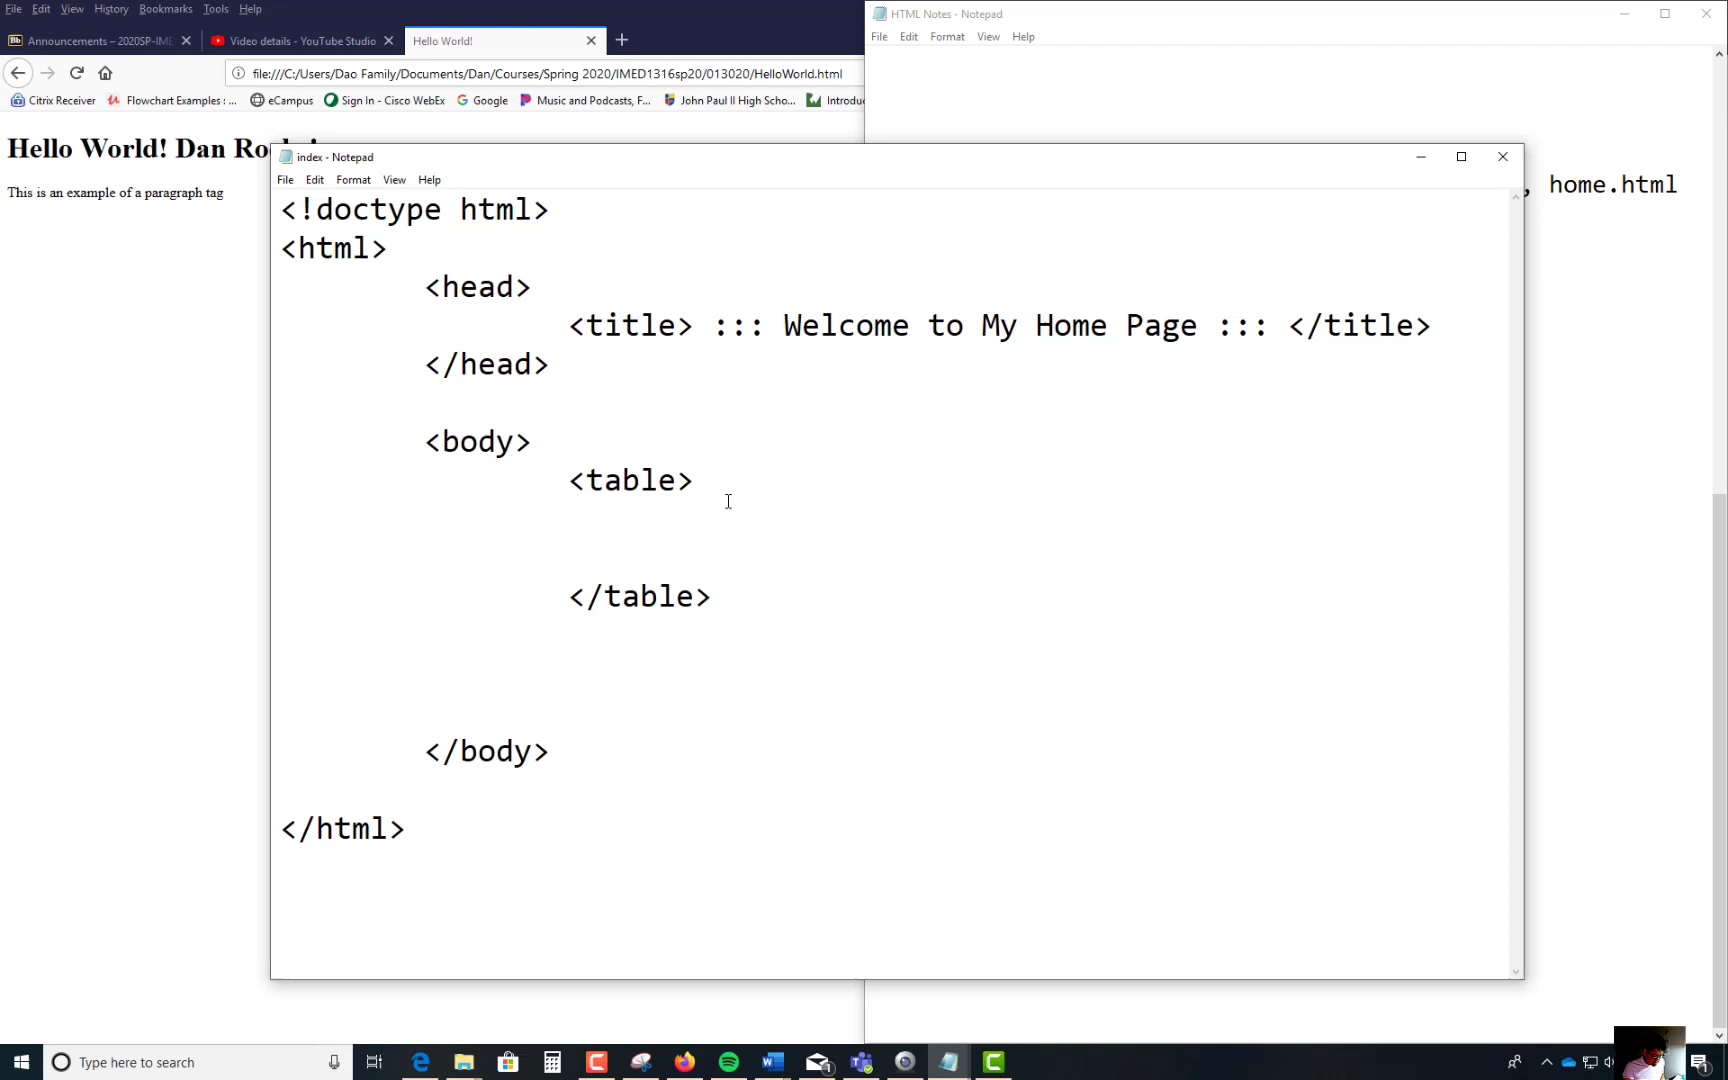 File Edit View History Bookmarks Tools Help
HTML Notes - Notepad
Announcements – 2020SP-IME
Video details - YouTube Studio
Hello World!
File Edit Format View Help
file:///C:/Users/Dao Family/Documents/Dan/Courses/Spring 2020/IMED1316sp20/013020/HelloWorld.html
Citrix Receiver
Flowchart Examples : ...
eCampus
Sign In - Cisco WebEx
Google
Music and Podcasts, F...
John Paul II High Scho...
Introduc
Hello World! Dan
This is an example of a paragraph tag
, home.html
index - Notepad
File Edit Format View Help
<!doctype html>
<html>
<head>
<title> ::: Welcome to My Home Page ::: </title>
</head>
<body>
<table>
</table>
</body>
</html>
Type here to search